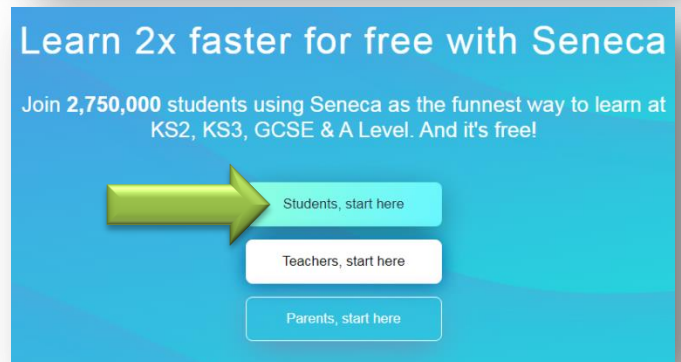 Learn 2x faster for free with Seneca
Join 2,750,000 students using Seneca as the funnest way to learn at
KS2, KS3, GCSE & A Level. And it's free!
Students, start here
Teachers, start here
Parents, start here